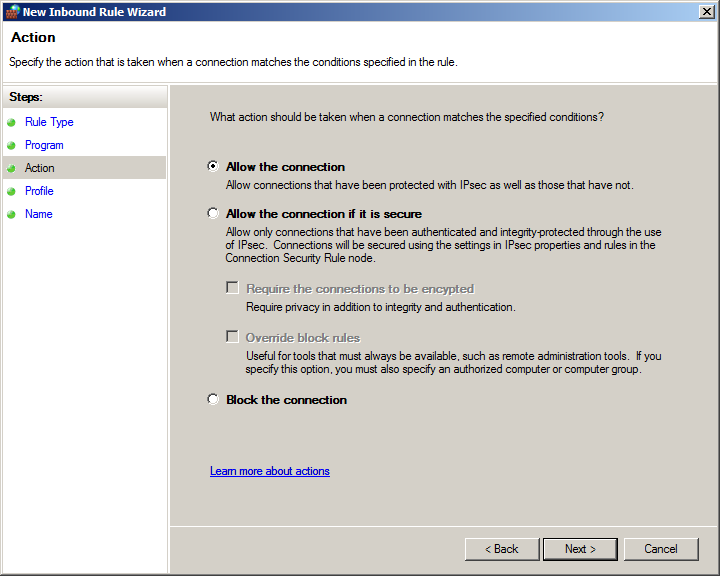 New Inbound Rule Wizard
Action
Specify the action that is taken when a connection matches the conditions specified in the rule.
Steps:
Rule Type
Program
Action
Profile
Name
What action should be taken when a connection matches the specified conditions?
Allow the connection
Allow connections that have been protected with IPsec as well as those that have not.
Allow the connection if it is secure
Allow only connections that have been authenticated and integrity-protected through the use
of IPsec. Connections will be secured using the settings in IPsec properties and rules in the
Connection Security Rule node.
Require the connections to be encrypted
Require privacy in addition to integrity and authentication.
Override block rules
Useful for tools that must always be available, such as remote administration tools. If you
specify this option, you must also specify an authorized computer or computer group.
Block the connection
Learn more about actions
< Back
Next >
Cancel